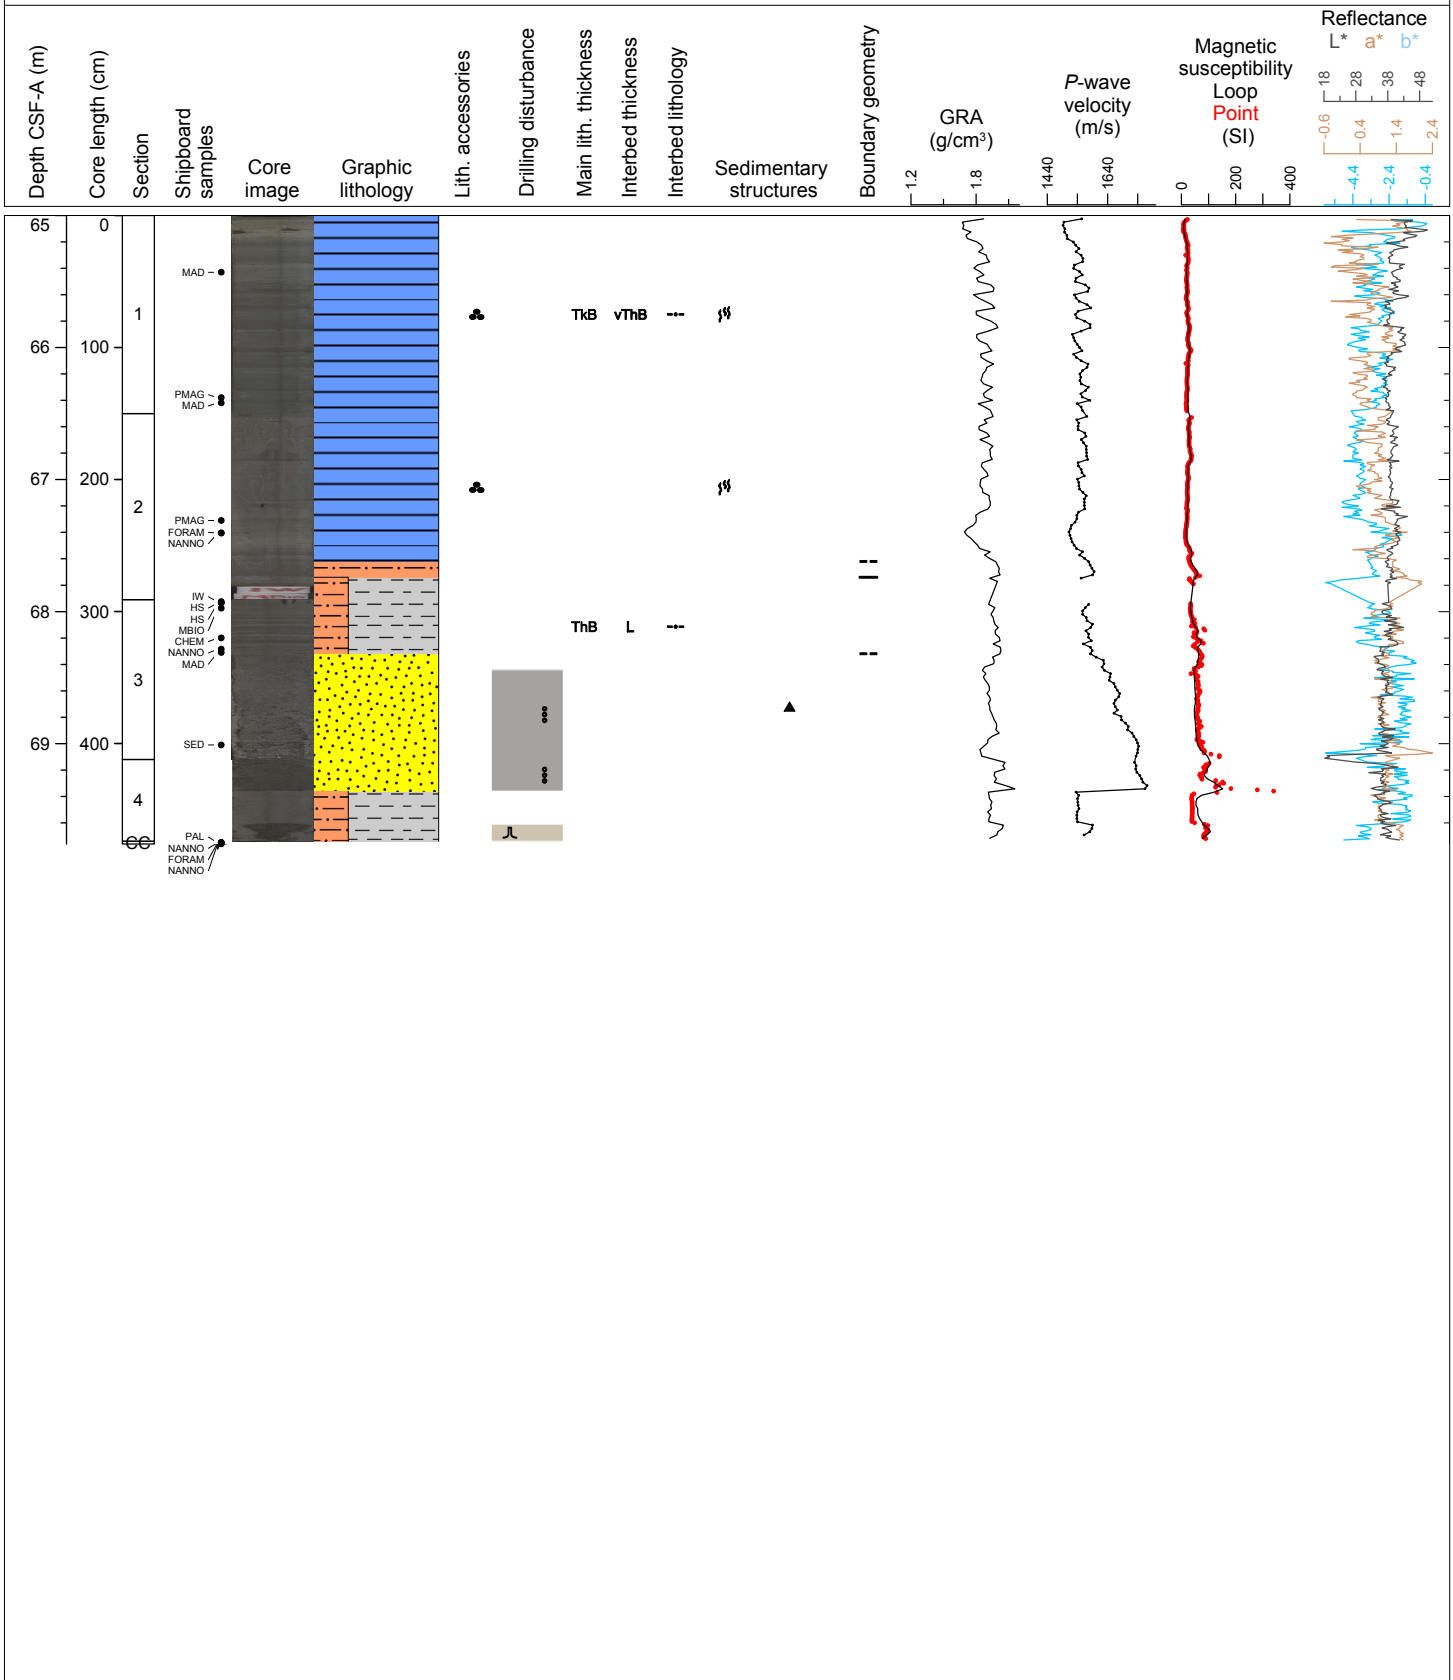 Depth CSF-A (m)
Core length (cm)
Section
Shipboard
samples
Core
image
Graphic
lithology
Lith. accessories
Drilling disturbance
Main lith. thickness
Interbed thickness
Interbed lithology
Sedimentary
structures
Boundary geometry
GRA
(g/cm³)
1.2
1.8
P-wave
velocity
(m/s)
1440
1640
Magnetic
susceptibility
Loop
Point
(SI)
0
200
400
Reflectance
L* a* b*
18 28 38 48
-0.6 0.4 1.4 2.4
-4.4 -2.4 -0.4
65 0
MAD
1
TkB vThB
66 100
PMAG
MAD
67 200
2
PMAG
FORAM
NANNO
IW
HS
68 300
HS
MBIO
ThB L
CHEM
NANNO
MAD
3
69 400
SED
4
PAL
CC
NANNO
FORAM
NANNO